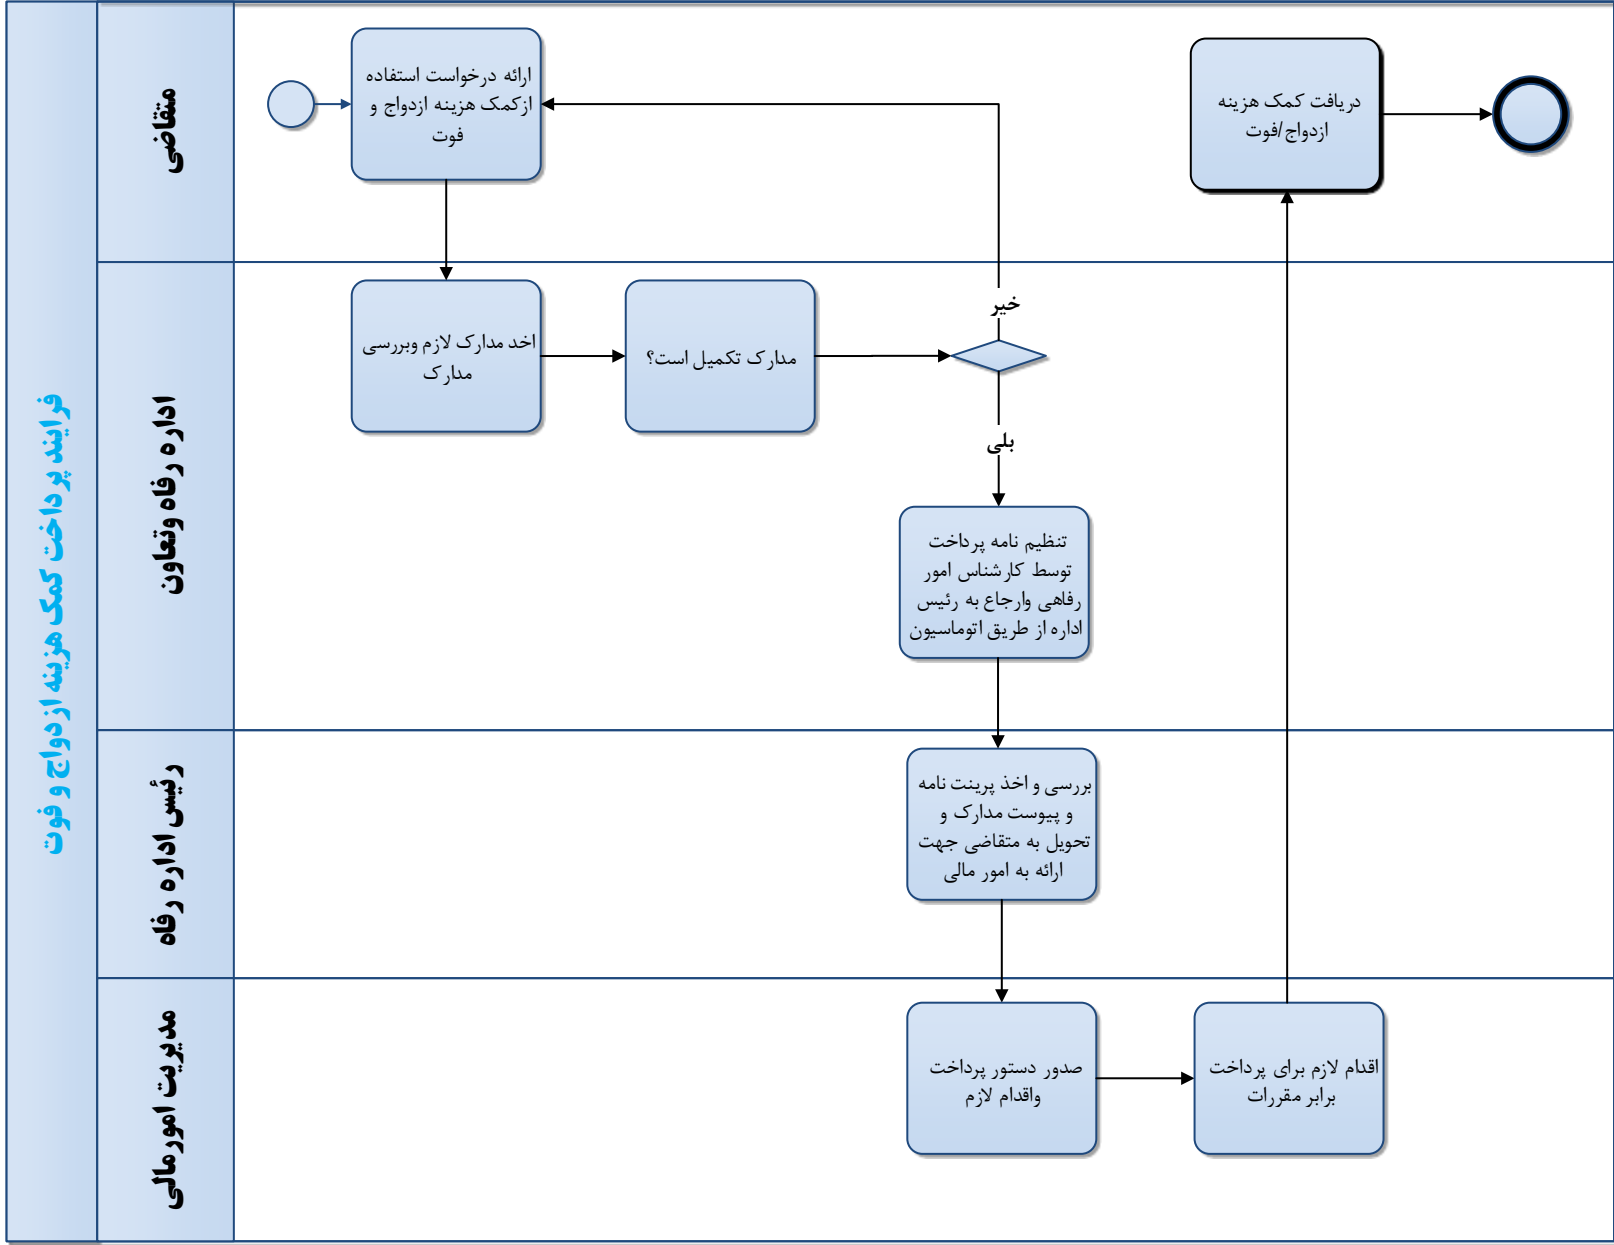 فرایند پرداخت کمک هزینه ازدواج و فوت
متقاضی
ارائه درخواست استفاده
ازکمک هزینه ازدواج و
فوت
دریافت کمک هزینه
ازدواج/فوت
اداره رفاه وتعاون
اخد مدارک لازم وبررسی
مدارک
مدارک تکمیل است؟
خیر
بلی
تنظیم نامه پرداخت
توسط کارشناس امور
رفاهی وارجاع به رئیس
اداره از طریق اتوماسیون
رئیس اداره رفاه
بررسی و اخذ پرینت نامه
و پیوست مدارک و
تحویل به متقاضی جهت
ارائه به امور مالی
مدیریت امورمالی
صدور دستور پرداخت
واقدام لازم
اقدام لازم برای پرداخت
برابر مقررات